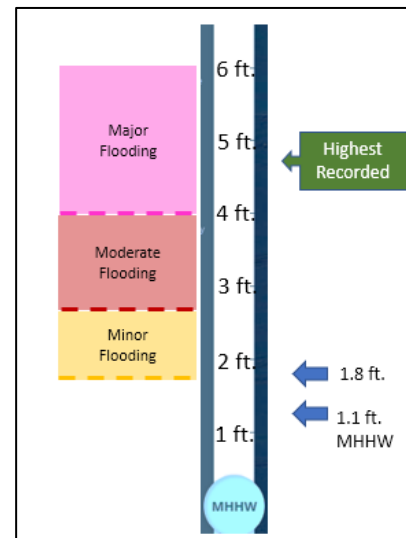 6 ft.
Major
Flooding
5 ft.
Highest
Recorded
4 ft.
Moderate
Flooding
3 ft.
Minor
Flooding
2 ft.
1.8 ft.
1.1 ft.
MHHW
1 ft.
MHHW